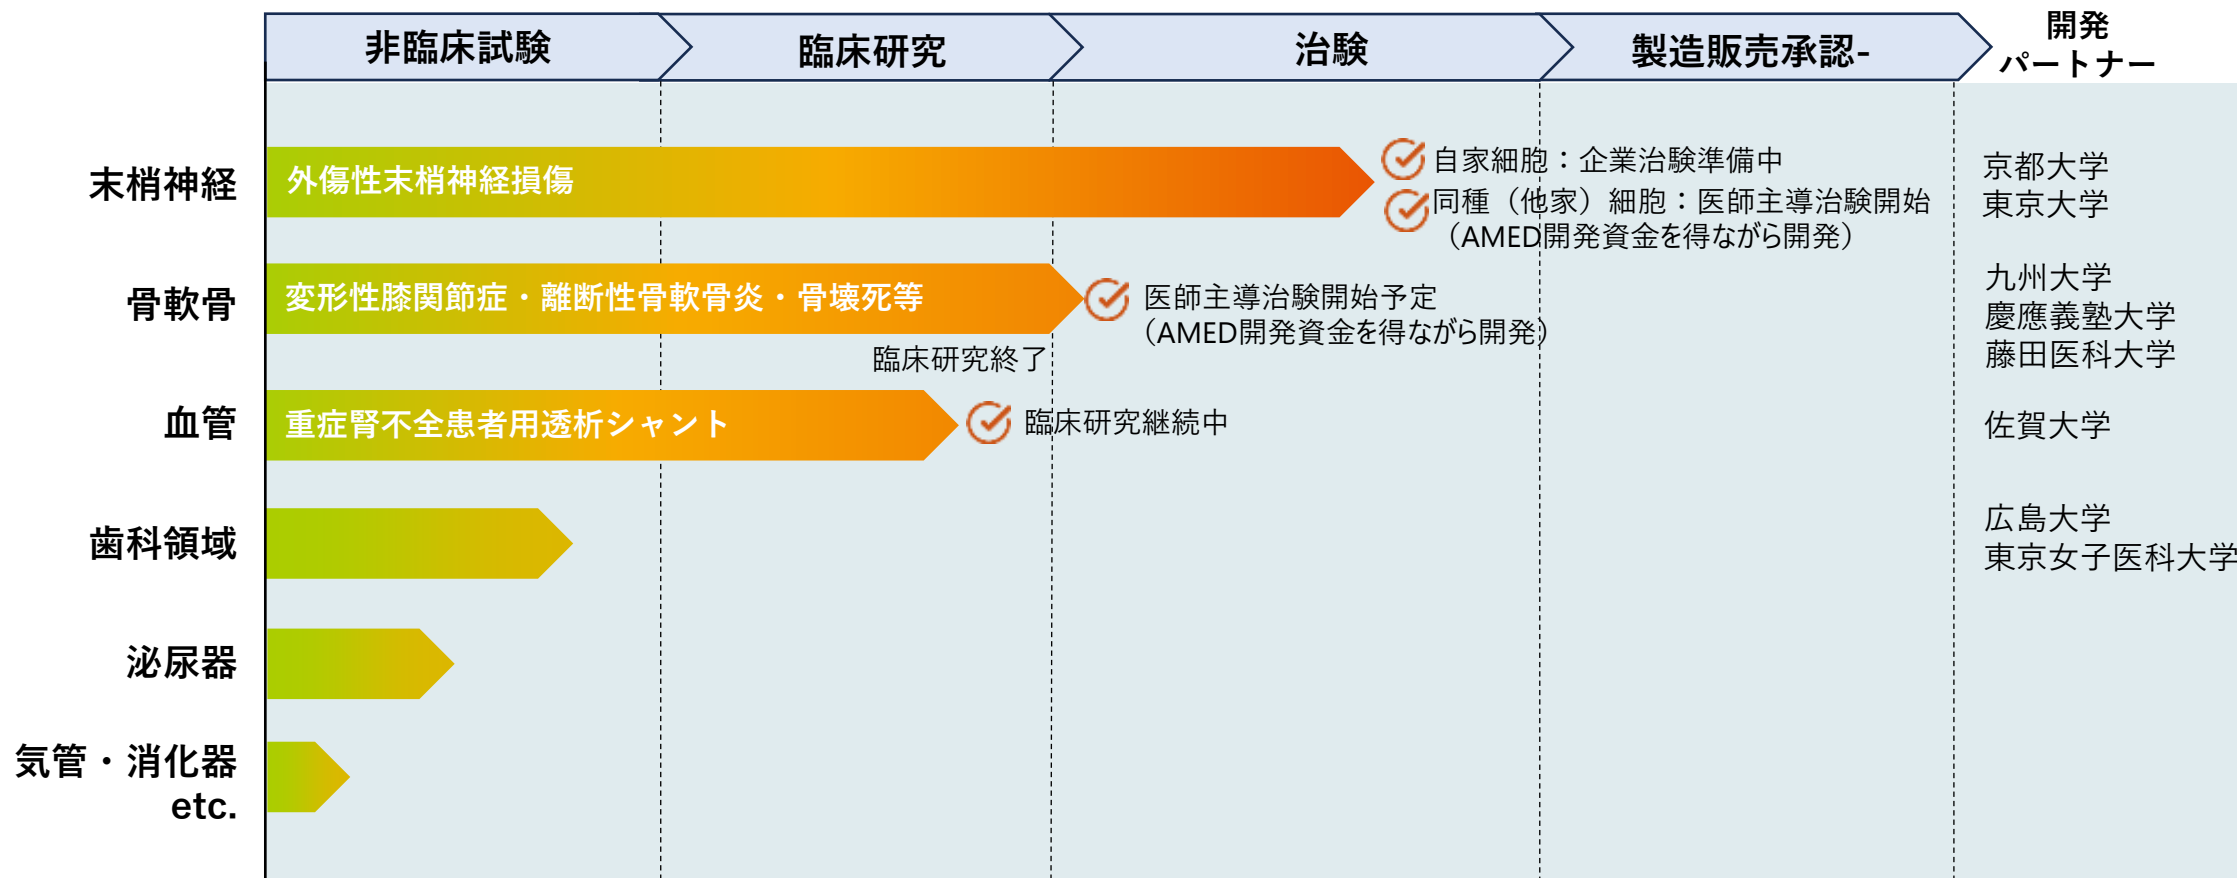 非臨床試験
臨床研究
治験
製造販売承認-
開発
パートナー
末梢神経
外傷性末梢神経損傷
自家細胞：企業治験準備中
同種（他家）細胞：医師主導治験開始
（AMED開発資金を得ながら開発）
京都大学
東京大学
骨軟骨
変形性膝関節症・離断性骨軟骨炎・骨壊死等
医師主導治験開始予定
（AMED開発資金を得ながら開発）
臨床研究終了
九州大学
慶應義塾大学
藤田医科大学
血管
重症腎不全患者用透析シャント
臨床研究継続中
佐賀大学
歯科領域
広島大学
東京女子医科大学
泌尿器
気管・消化器
etc.